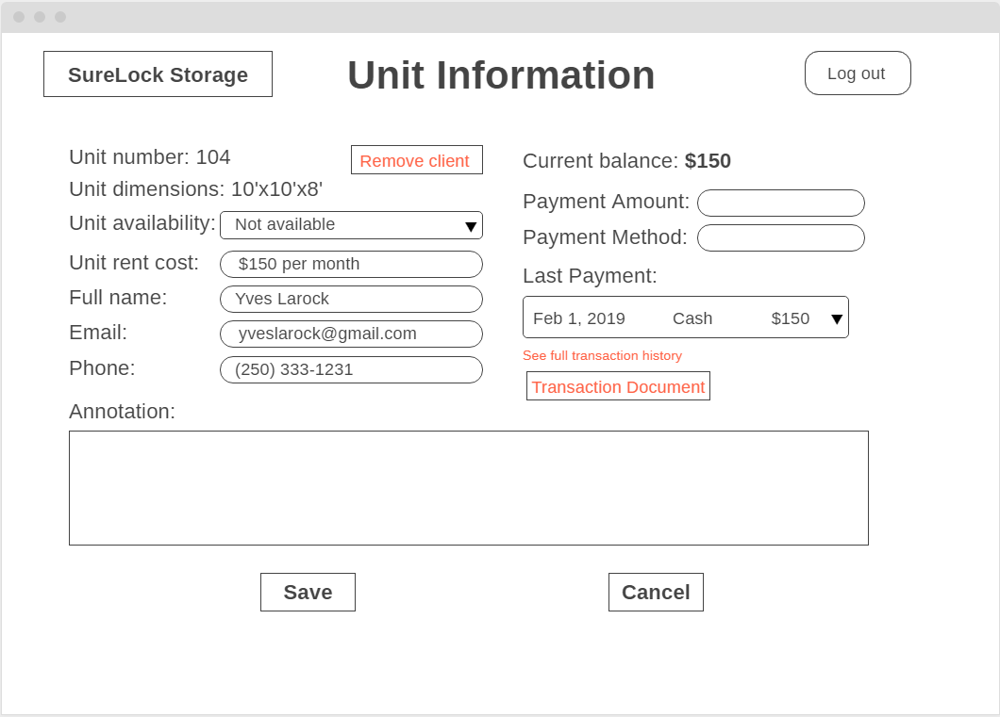 SureLock Storage
Unit Information
Log out
Unit number: 104
Remove client
Unit dimensions: 10'x10'x8'
Unit availability: Not available
Unit rent cost: $150 per month
Full name: Yves Larock
Email: yveslarock@gmail.com
Phone: (250) 333-1231
Current balance: $150
Payment Amount:
Payment Method:
Last Payment:
Feb 1, 2019 Cash $150
See full transaction history
Transaction Document
Annotation:
Save
Cancel